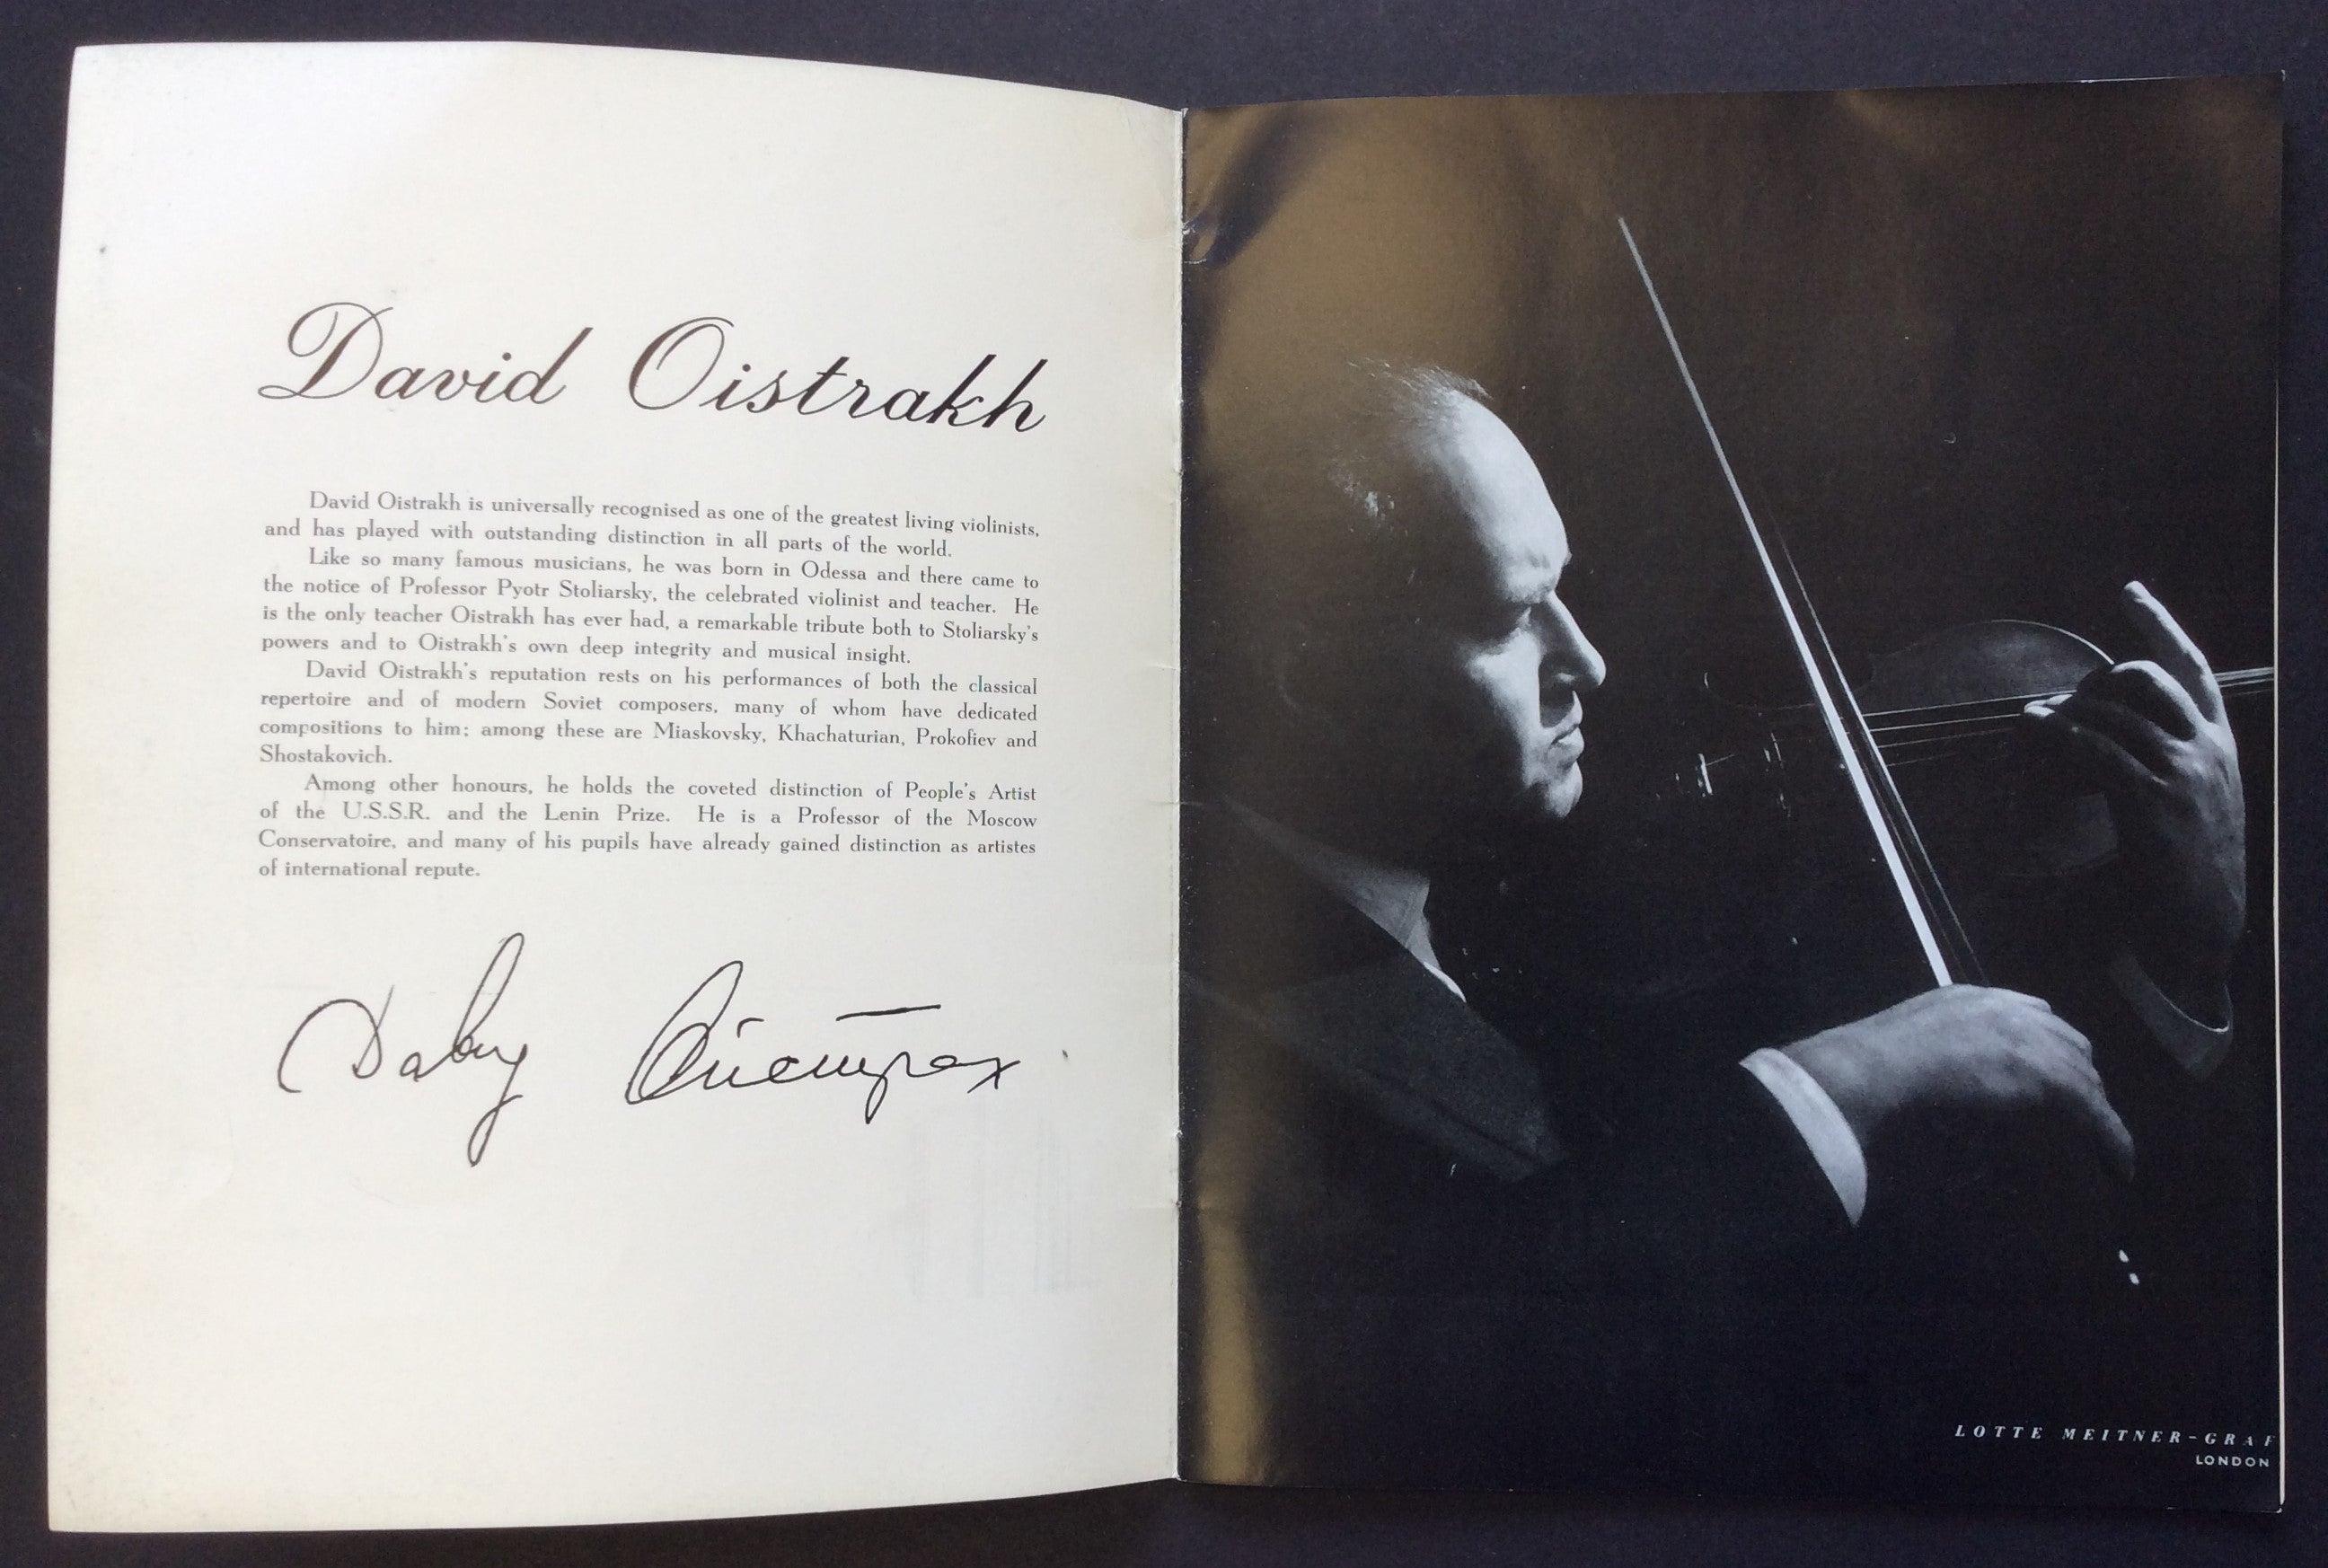 David Oistrakh
David Oistrakh is universally recognised as one of the greatest living violinists,
and has played with outstanding distinction in all parts of the world.
Like so many famous musicians, he was born in Odessa and there came to
the notice of Professor Pyotr Stoliarsky, the celebrated violinist and teacher. He
is the only teacher Oistrakh has ever had, a remarkable tribute both to Stoliarsky's
powers and to Oistrakh's own deep integrity and musical insight.
David Oistrakh's reputation rests on his performances of both the classical
repertoire and of modern Soviet composers, many of whom have dedicated
compositions to him; among these are Miaskovsky, Khachaturian, Prokofiev and
Shostakovich.
Among other honours, he holds the coveted distinction of People's Artist
of the U.S.S.R. and the Lenin Prize. He is a Professor of the Moscow
Conservatoire, and many of his pupils have already gained distinction as artistes
of international repute.
Давид Ойстрах
LOTTE MEITNER-GRAF
LONDON